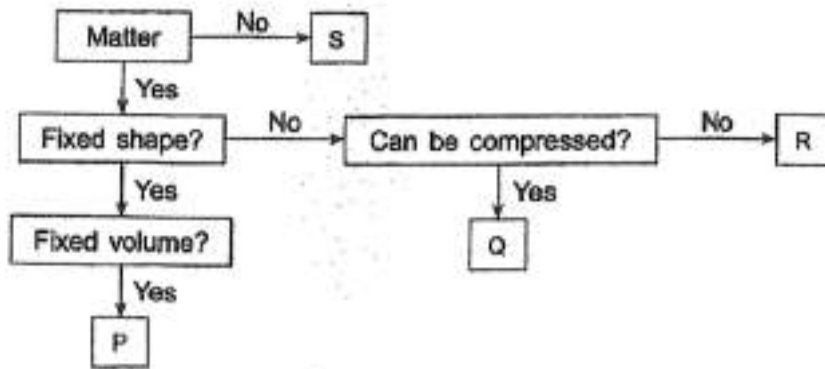 Matter No S
Yes
Fixed shape? No Can be compressed? No R
Yes Yes
Fixed volume? Q
Yes
P